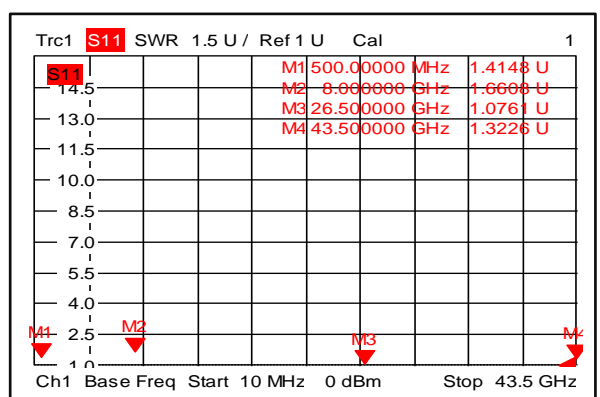 Trc1 S11 SWR 1.5 U / Ref 1 U Cal 1
S11
M1 500.00000 MHz 1.4148 U
M2 8.000000 GHz 1.6608 U
M3 26.500000 GHz 1.0761 U
M4 43.500000 GHz 1.3226 U
14.5
13.0
11.5
10.0
8.5
7.0
5.5
4.0
2.5
1.0
M1
M2
M3
M4
Ch1 Base Freq Start 10 MHz 0 dBm Stop 43.5 GHz